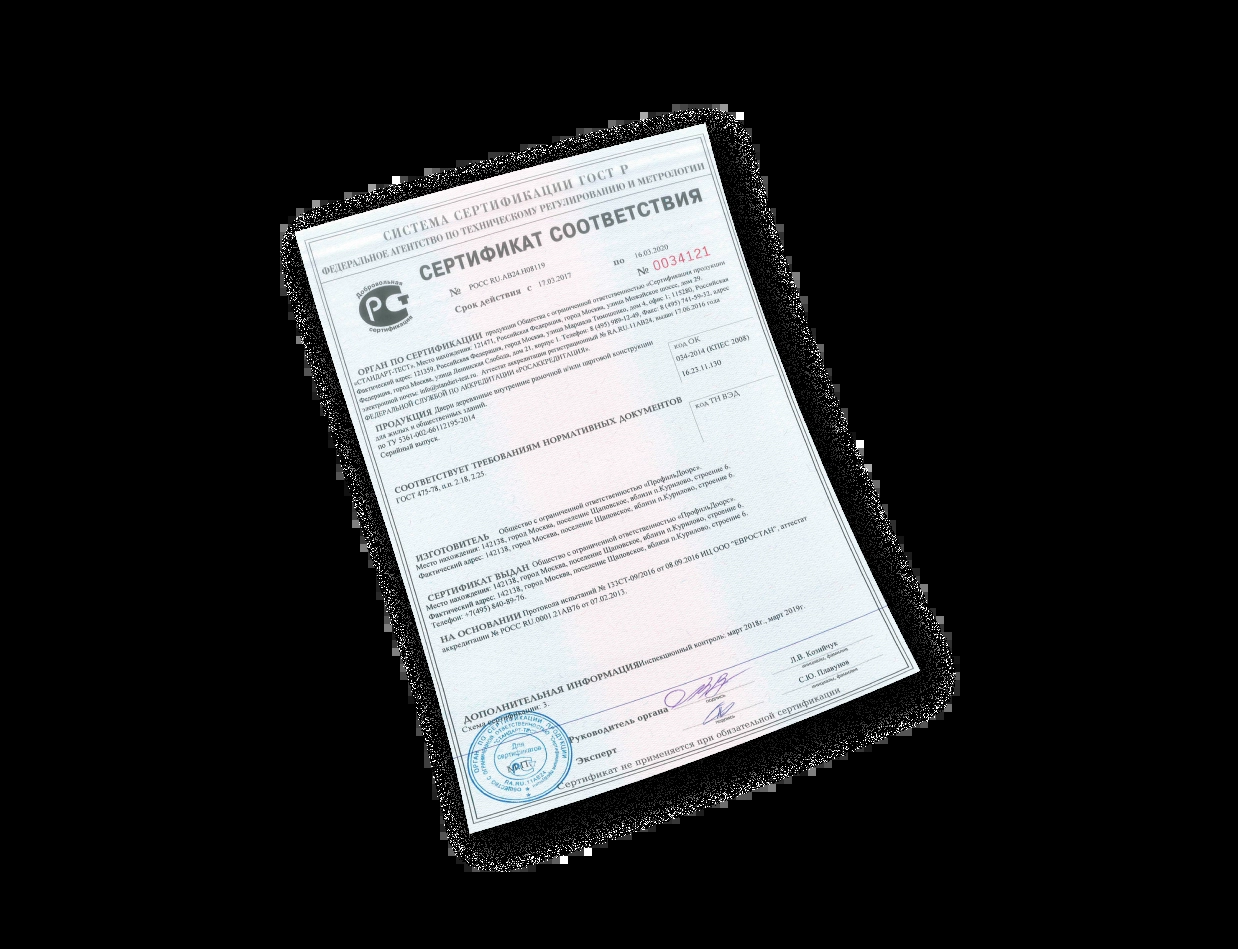 СИСТЕМА СЕРТИФИКАЦИИ ГОСТ Р
ФЕДЕРАЛЬНОЕ АГЕНТСТВО ПО ТЕХНИЧЕСКОМУ РЕГУЛИРОВАНИЮ И МЕТРОЛОГИИ
СЕРТИФИКАТ СООТВЕТСТВИЯ
Добровольная
сертификация
№ РОСС RU.АВ24.Н08119
Срок действия с 17.03.2017
по 16.03.2020
№ 0034121
ОРГАН ПО СЕРТИФИКАЦИИ продукции Общества с ограниченной ответственностью «Сертификация продукции
«СТАНДАРТ-ТЕСТ». Место нахождения: 121471, Российская Федерация, город Москва, улица Можайское шоссе, дом 29.
Фактический адрес: 121359, Российская Федерация, город Москва, улица Маршала Тимошенко, дом 4, офис 1; 115280, Российская
Федерация, город Москва, улица Ленинская Слобода, дом 21, корпус 1. Телефон: 8 (495) 989-12-49, Факс: 8 (495) 741-59-32, адрес
электронной почты: info@standart-test.ru. Аттестат аккредитации регистрационный № RA.RU.11АВ24, выдан 17.06.2016 года
ФЕДЕРАЛЬНОЙ СЛУЖБОЙ ПО АККРЕДИТАЦИИ «РОСАККРЕДИТАЦИЯ».
ПРОДУКЦИЯ Двери деревянные внутренние рамочной и/или царговой конструкции
для жилых и общественных зданий.
по ТУ 5361-002-66112195-2014
Серийный выпуск.
код ОК
034-2014 (КПЕС 2008)
16.23.11.130
СООТВЕТСТВУЕТ ТРЕБОВАНИЯМ НОРМАТИВНЫХ ДОКУМЕНТОВ
ГОСТ 475-78, п.п. 2.18, 2.25.
код ТН ВЭД
ИЗГОТОВИТЕЛЬ Общество с ограниченной ответственностью «ПрофильДоорс».
Место нахождения: 142138, город Москва, поселение Щаповское, вблизи п.Курилово, строение 6.
Фактический адрес: 142138, город Москва, поселение Щаповское, вблизи п.Курилово, строение 6.
СЕРТИФИКАТ ВЫДАН Общество с ограниченной ответственностью «ПрофильДоорс».
Место нахождения: 142138, город Москва, поселение Щаповское, вблизи п.Курилово, строение 6.
Фактический адрес: 142138, город Москва, поселение Щаповское, вблизи п.Курилово, строение 6.
Телефон: +7(495) 840-89-76.
НА ОСНОВАНИИ Протокола испытаний № 133СТ-09/2016 от 08.09.2016 ИЦ ООО "ЕВРОСТАН", аттестат
аккредитации № РОСС RU.0001.21АВ76 от 07.02.2013.
ДОПОЛНИТЕЛЬНАЯ ИНФОРМАЦИЯ Инспекционный контроль: март 2018г., март 2019г.
Схема сертификации: 3.
Руководитель органа
подпись
Л.В. Козийчук
инициалы, фамилия
Эксперт
подпись
С.Ю. Плавунов
инициалы, фамилия
Сертификат не применяется при обязательной сертификации
ОРГАН ПО СЕРТИФИКАЦИИ ПРОДУКЦИИ
ОБЩЕСТВО С ОГРАНИЧЕННОЙ ОТВЕТСТВЕННОСТЬЮ
Для
сертификатов
М.П.
RA.RU.11АВ24